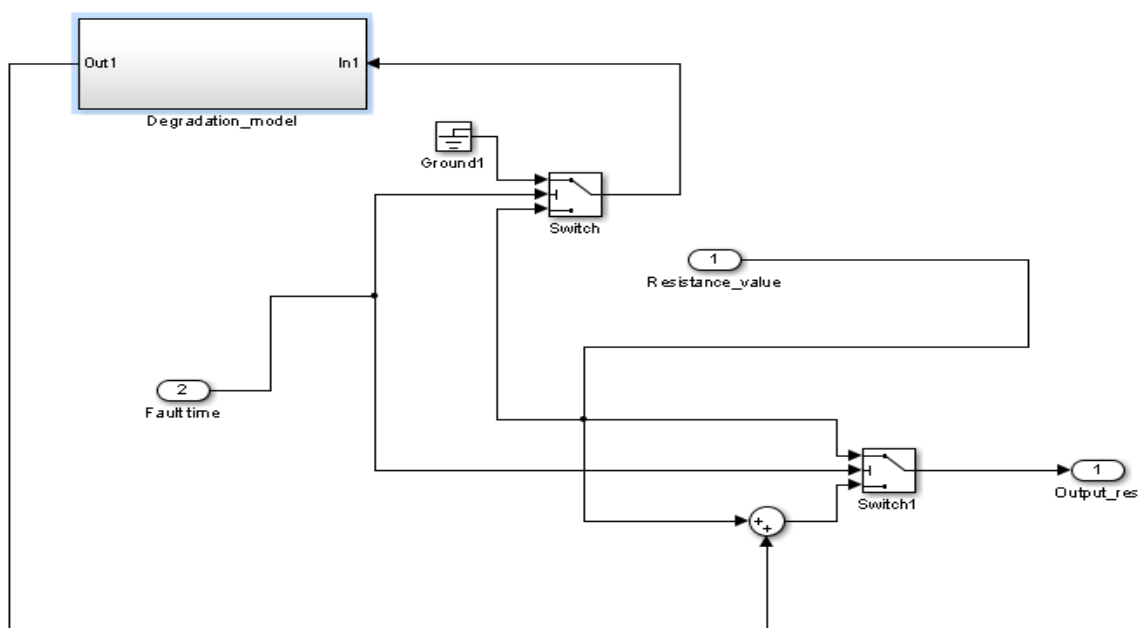 Out1
In1
Degradation_model
Ground1
Switch
1
Resistance_value
2
Fault time
Switch1
1
Output_res
+
+